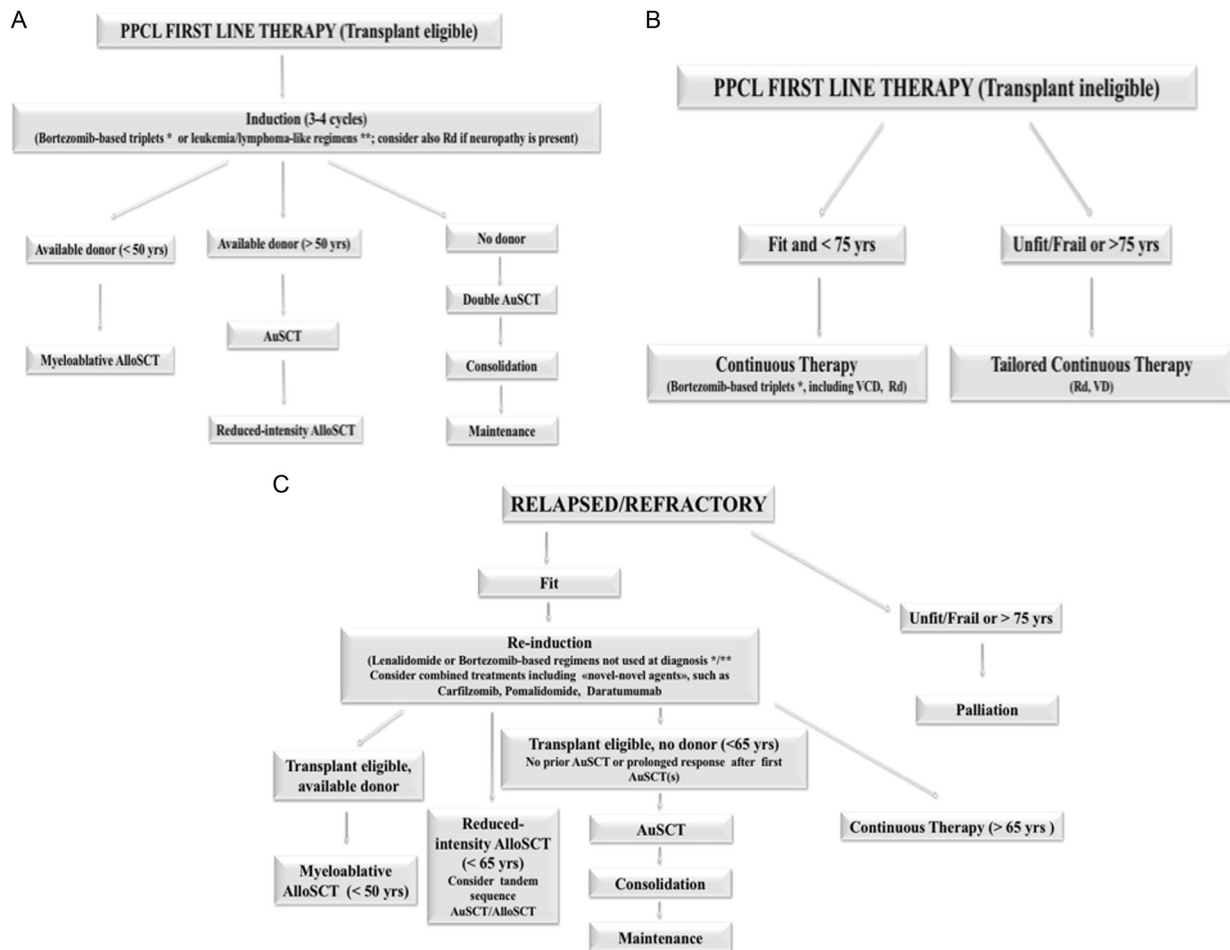 A
PPCL FIRST LINE THERAPY (Transplant eligible)
Induction (3-4 cycles)
(Bortezomib-based triplets * or leukemia/lymphoma-like regimens **; consider also Rd if neuropathy is present)
Available donor (< 50 yrs)
Myeloablative AlloSCT
Available donor (> 50 yrs)
AuSCT
Reduced-intensity AlloSCT
No donor
Double AuSCT
Consolidation
Maintenance
B
PPCL FIRST LINE THERAPY (Transplant ineligible)
Fit and < 75 yrs
Continuous Therapy
(Bortezomib-based triplets *, including VCD, Rd)
Unfit/Frail or >75 yrs
Tailored Continuous Therapy
(Rd, VD)
C
RELAPSED/REFRACTORY
Fit
Re-induction
(Lenalidomide or Bortezomib-based regimens not used at diagnosis */**
Consider combined treatments including «novel-novel agents», such as
Carfilzomib, Pomalidomide, Daratumumab
Transplant eligible,
available donor
Myeloablative
AlloSCT (< 50 yrs)
Reduced-
intensity AlloSCT
(< 65 yrs)
Consider tandem
sequence
AuSCT/AlloSCT
Transplant eligible, no donor (<65 yrs)
No prior AuSCT or prolonged response after first
AuSCT(s)
AuSCT
Consolidation
Maintenance
Continuous Therapy (> 65 yrs )
Unfit/Frail or > 75 yrs
Palliation